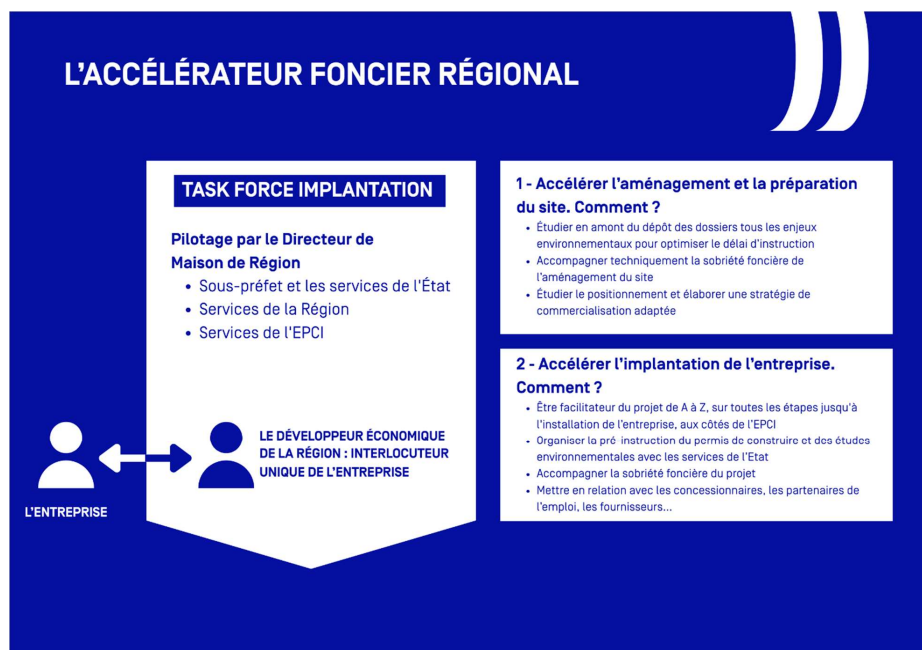 L'ACCÉLÉRATEUR FONCIER RÉGIONAL
TASK FORCE IMPLANTATION
Pilotage par le Directeur de
Maison de Région
• Sous-préfet et les services de l'État
• Services de la Région
• Services de l'EPCI
LE DÉVELOPPEUR ÉCONOMIQUE
DE LA RÉGION : INTERLOCUTEUR
UNIQUE DE L'ENTREPRISE
L'ENTREPRISE
1 - Accélérer l'aménagement et la préparation
du site. Comment ?
• Étudier en amont du dépôt des dossiers tous les enjeux
environnementaux pour optimiser le délai d'instruction
• Accompagner techniquement la sobriété foncière de
l'aménagement du site
• Étudier le positionnement et élaborer une stratégie de
commercialisation adaptée
2 - Accélérer l'implantation de l'entreprise.
Comment ?
• Être facilitateur du projet de A à Z, sur toutes les étapes jusqu'à
l'installation de l'entreprise, aux côtés de l'EPCI
• Organiser la pré-instruction du permis de construire et des études
environnementales avec les services de l'Etat
• Accompagner la sobriété foncière du projet
• Mettre en relation avec les concessionnaires, les partenaires de
l'emploi, les fournisseurs...